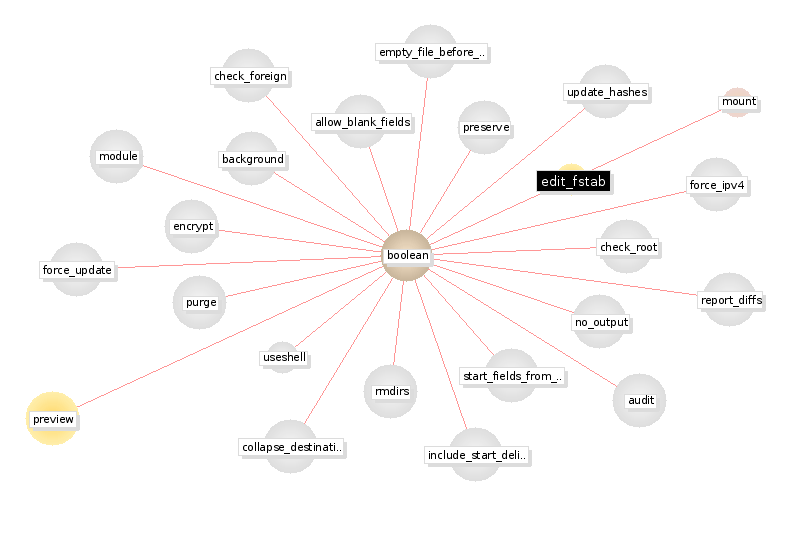 empty_file_before_..
check_foreign
update_hashes
mount
allow_blank_fields
preserve
module
background
edit_fstab
force_ipv4
encrypt
check_root
boolean
force_update
purge
report_diffs
no_output
useshell
start_fields_from_..
rmdirs
audit
preview
collapse_destinati..
include_start_deli..